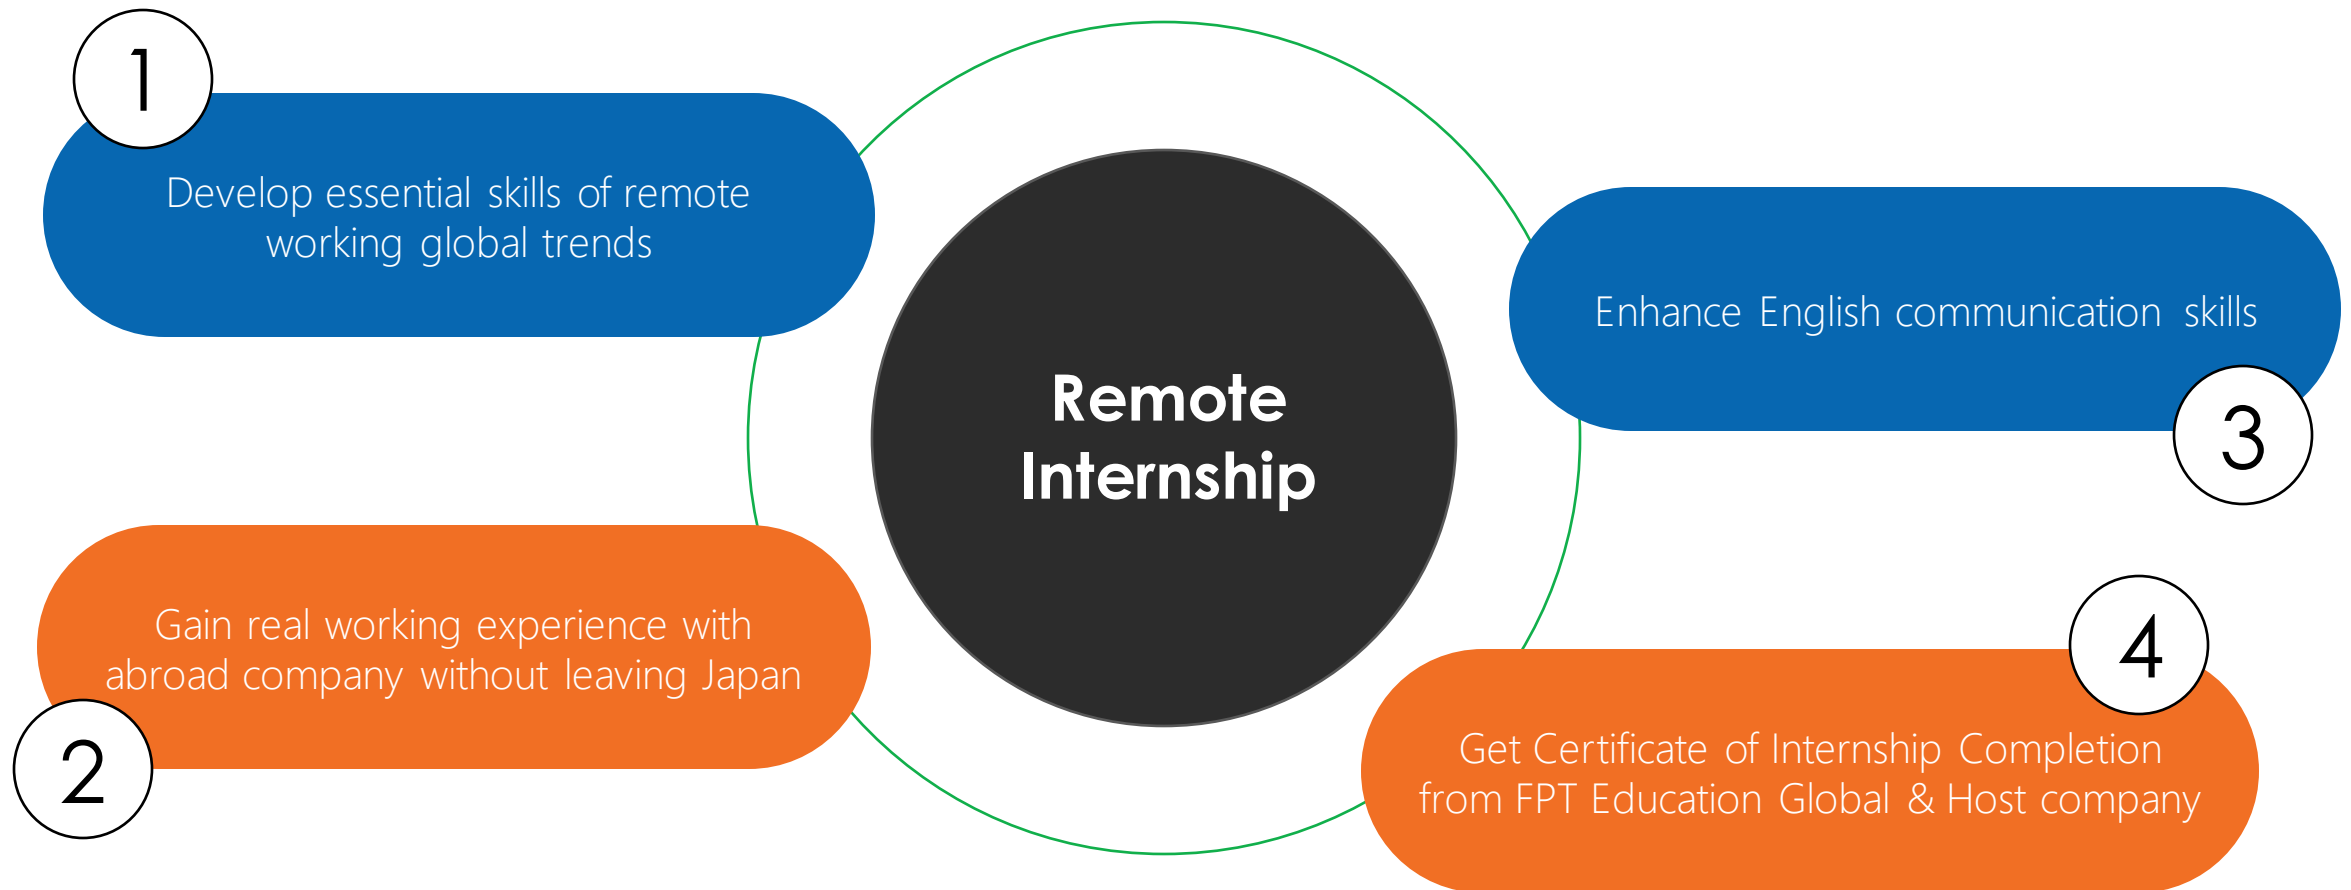 1
Develop essential skills of remote
working global trends
2
Gain real working experience with
abroad company without leaving Japan
Remote
Internship
3
Enhance English communication skills
4
Get Certificate of Internship Completion
from FPT Education Global & Host company